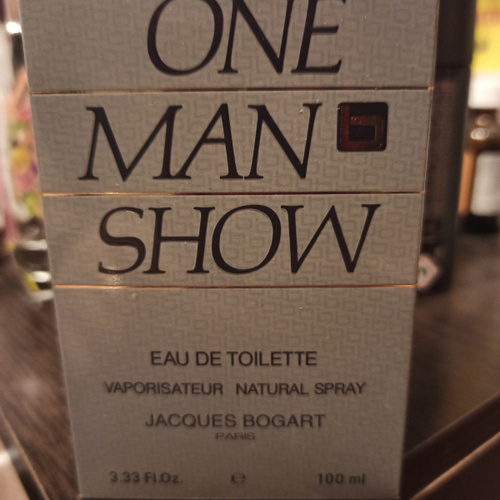 ONE
MAN
SHOW
EAU DE TOILETTE
VAPORISATEUR NATURAL SPRAY
JACQUES BOGART
PARIS
3.33 Fl.Oz. ℮ 100 ml